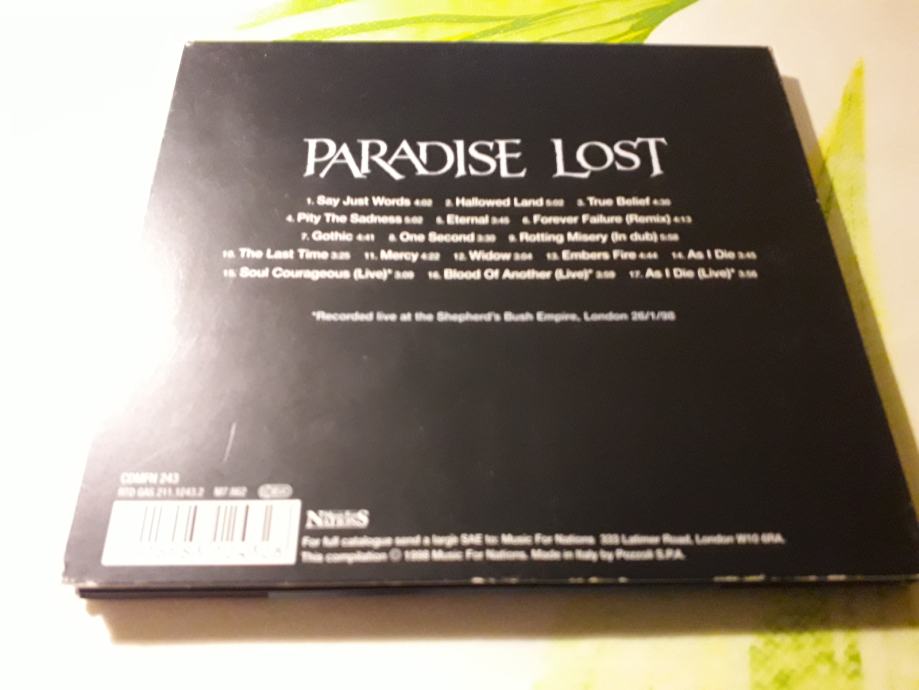 PARADISE LOST
1. Say Just Words 4:02 2. Hallowed Land 5:02 3. True Belief 4:30
4. Pity The Sadness 5:02 5. Eternal 3:45 6. Forever Failure (Remix) 4:13
7. Gothic 4:41 8. One Second 3:30 9. Rotting Misery (In dub) 5:58
10. The Last Time 3:25 11. Mercy 4:22 12. Widow 3:04 13. Embers Fire 4:44 14. As I Die 3:45
15. Soul Courageous (Live)* 3:09 16. Blood Of Another (Live)* 3:59 17. As I Die (Live)* 3:56
*Recorded live at the Shepherd's Bush Empire, London 26/1/98
CDMFN 243
RTD GAS 211.1243.2 M7 862
For full catalogue send a large SAE to: Music For Nations 333 Latimer Road, London W10 6RA
This compilation © 1998 Music For Nations. Made in Italy by Pozzoli S.P.A.